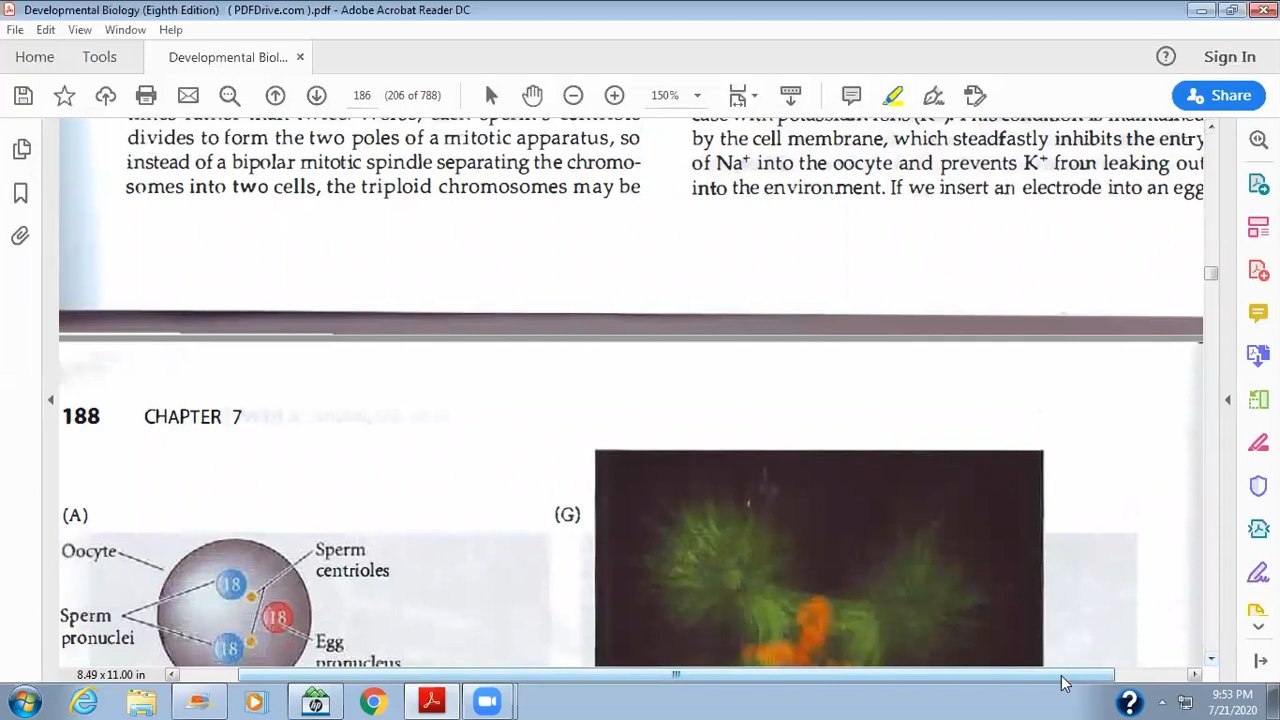 Developmental Biology (Eighth Edition) ( PDFDrive.com ).pdf - Adobe Acrobat Reader DC
File Edit View Window Help
Home Tools Developmental Biol... × Sign In
186 (206 of 788) 150% Share
divides to form the two poles of a mitotic apparatus, so
instead of a bipolar mitotic spindle separating the chromo-
somes into two cells, the triploid chromosomes may be
by the cell membrane, which steadfastly inhibits the entry
of Na⁺ into the oocyte and prevents K⁺ from leaking out
into the environment. If we insert an electrode into an egg
188 CHAPTER 7
(A)
Oocyte
Sperm
centrioles
18
18
Sperm
pronuclei
18
Egg
pronucleus
(G)
8.49 x 11.00 in
9:53 PM
7/21/2020